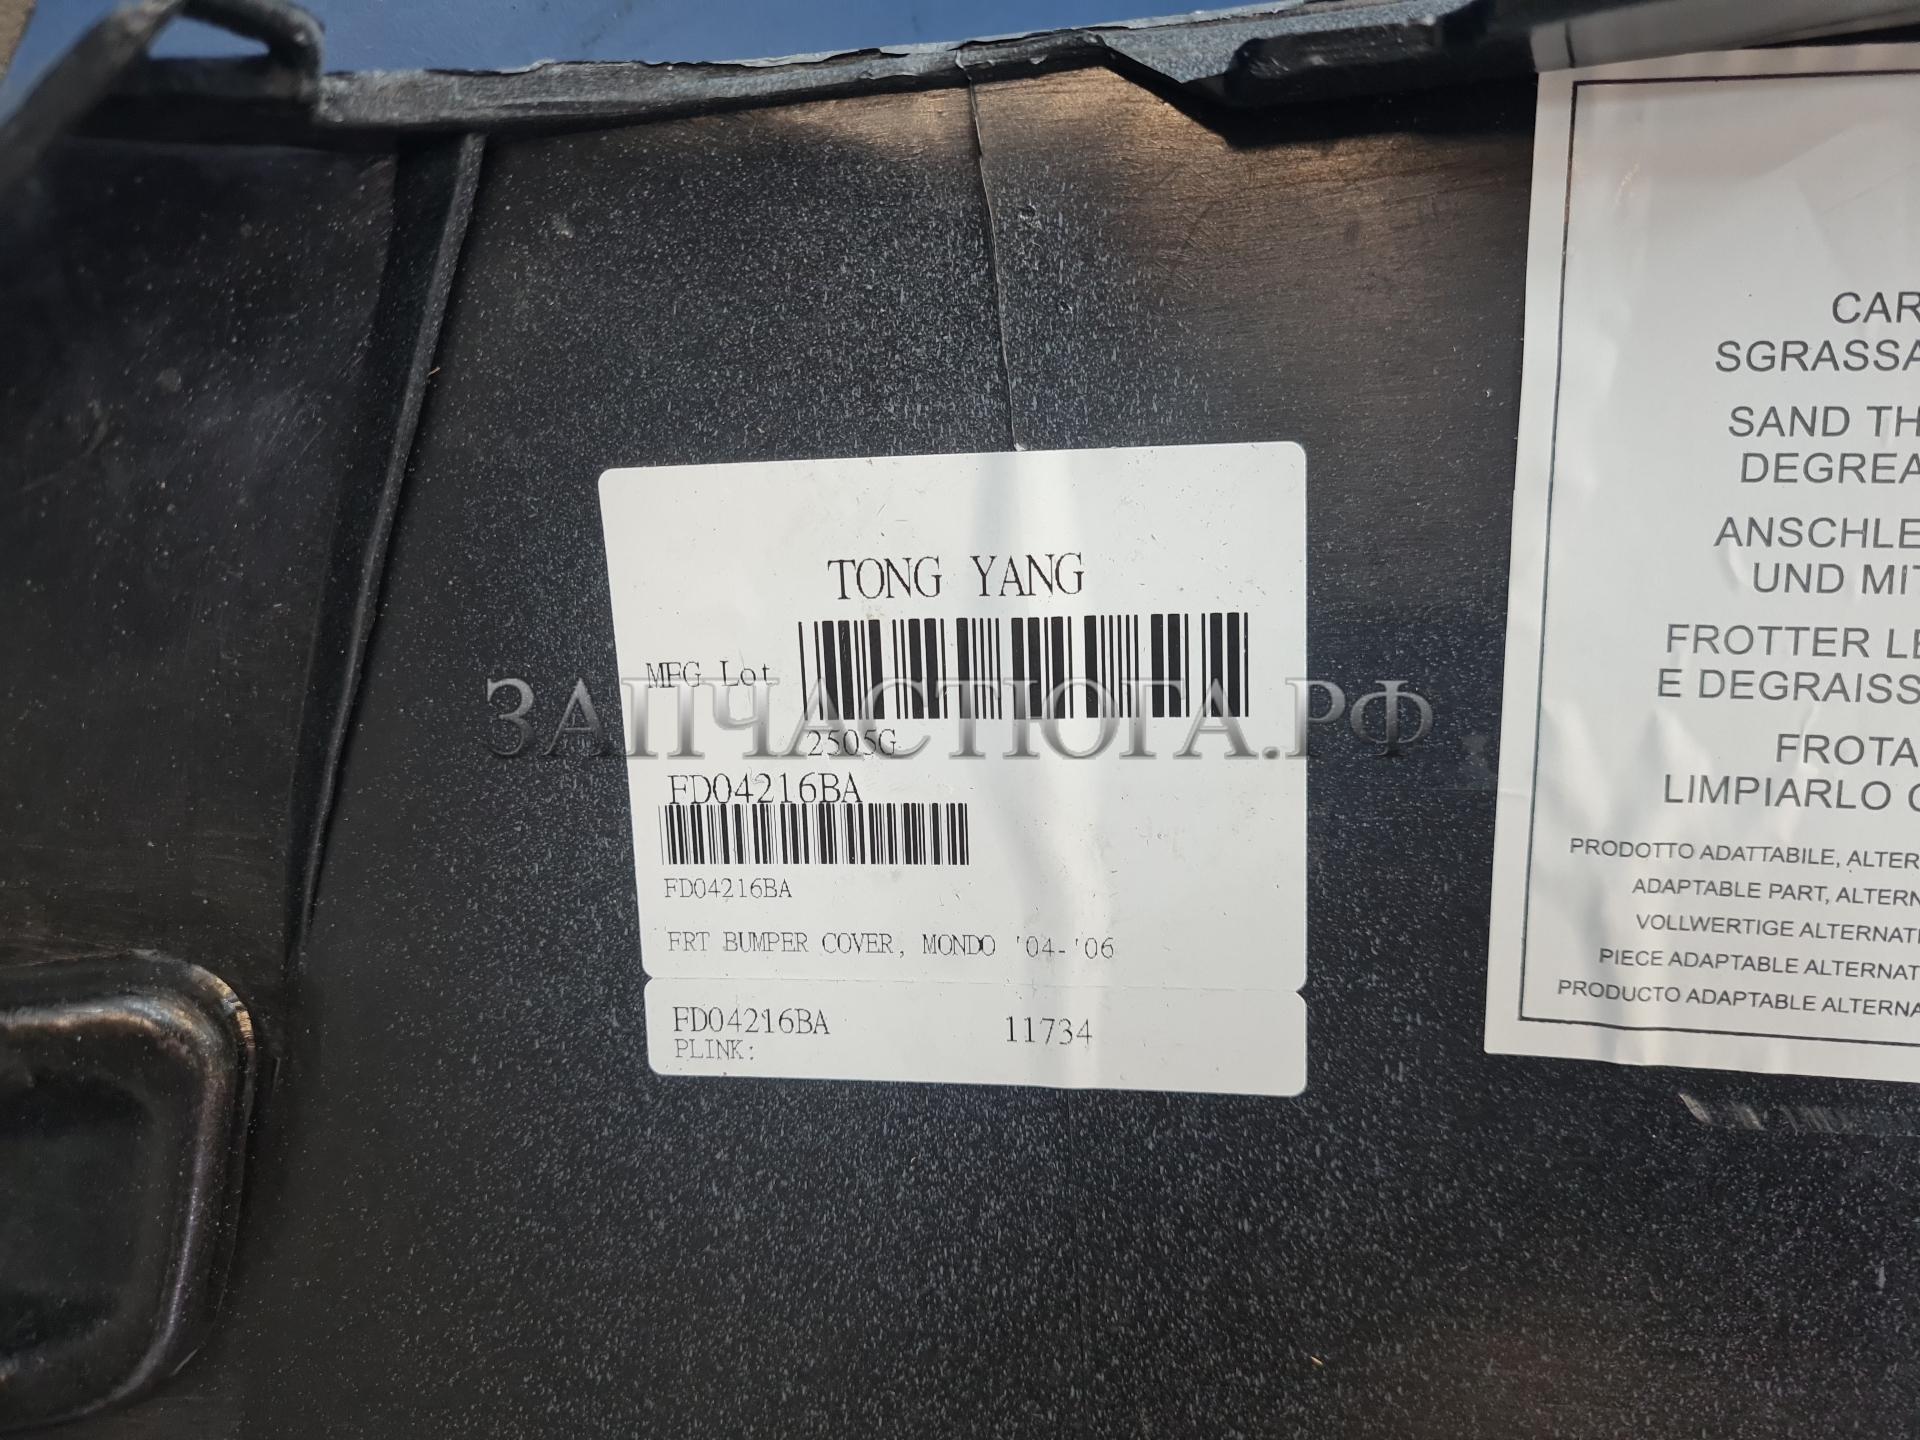 TONG YANG
MFG Lot
2505G
FD04216BA
FD04216BA
FRT BUMPER COVER, MONDO '04-'06
FD04216BA 11734
PLINK:
ЗАПЧАСТЮГА.РФ
CAR
SGRASSA
SAND TH
DEGREA
ANSCHLE
UND MIT
FROTTER LE
E DEGRAISS
FROTA
LIMPIARLO
PRODOTTO ADATTABILE, ALTER
ADAPTABLE PART, ALTERN
VOLLWERTIGE ALTERNATI
PIECE ADAPTABLE ALTERNAT
PRODUCTO ADAPTABLE ALTERNA